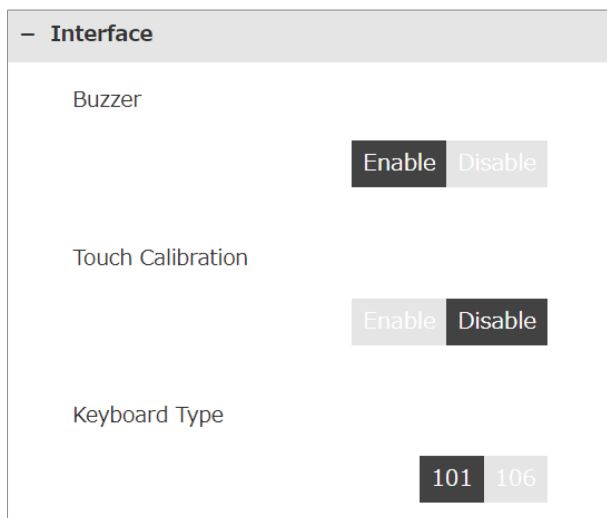 – Interface
Buzzer
Enable Disable
Touch Calibration
Enable Disable
Keyboard Type
101 106